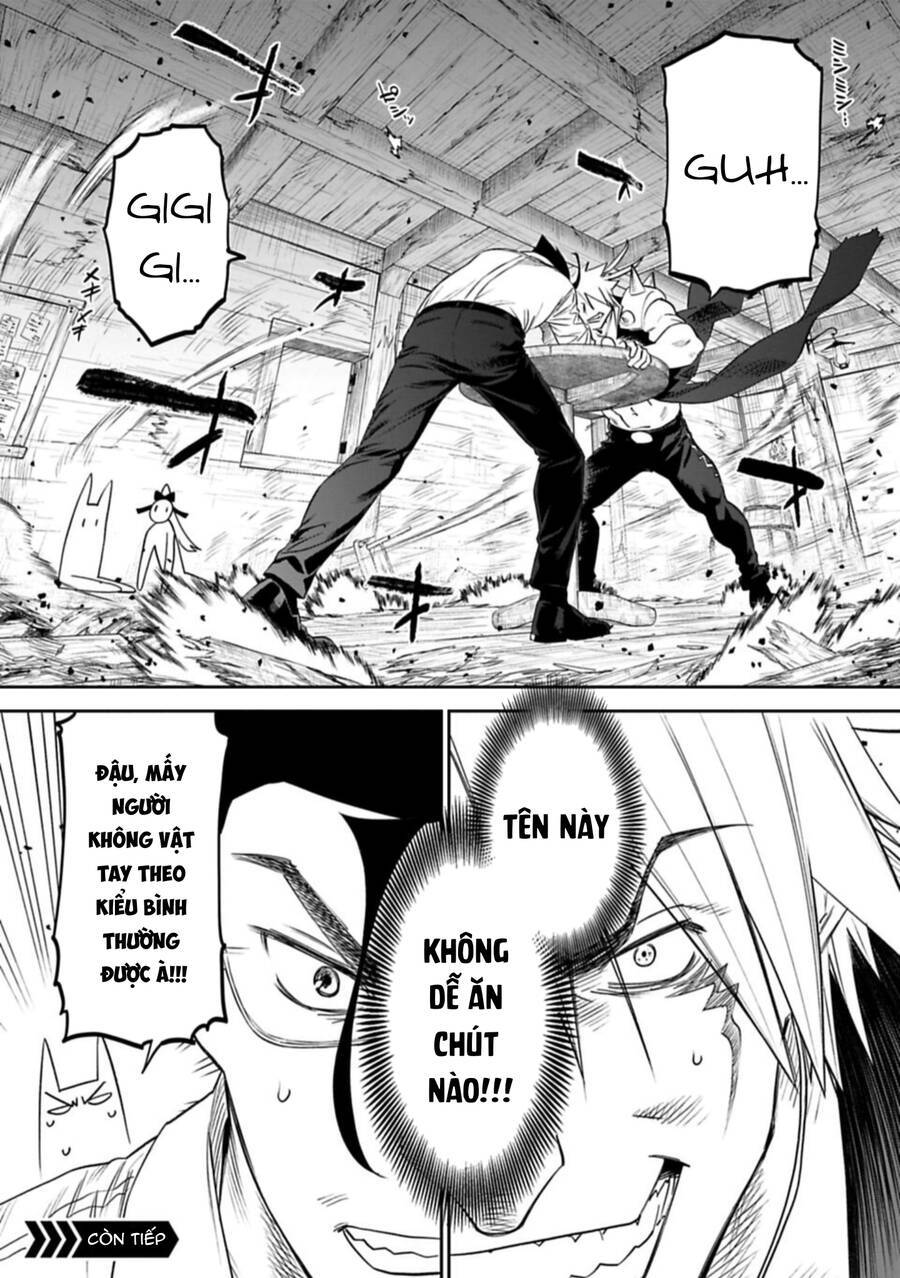 GUH...
GIGI
GI...
TÊN NÀY
KHÔNG
DỄ ĂN
CHÚT
NÀO!!!
ĐẬU, MẤY
NGƯỜI
KHÔNG VẬT
TAY THEO
KIỂU BÌNH
THƯỜNG
ĐƯỢC À!!!
CÒN TIẾP